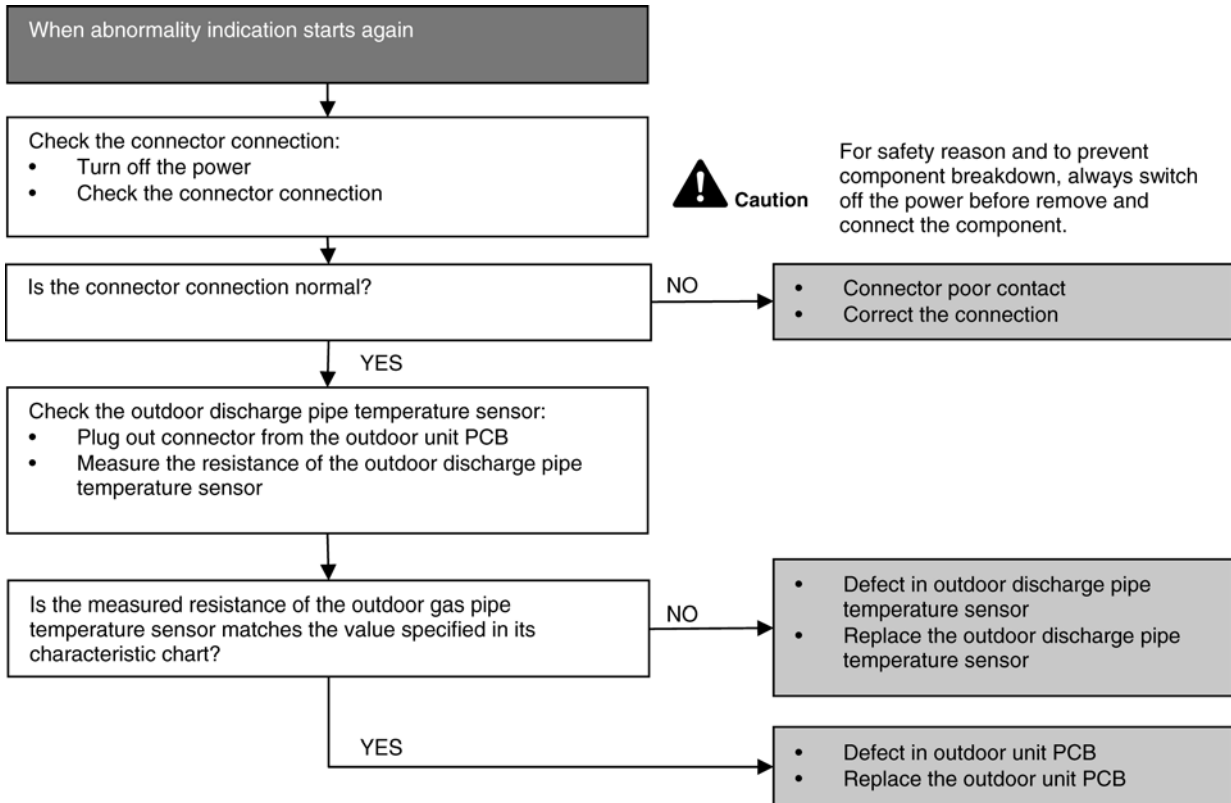 When abnormality indication starts again
Check the connector connection:
• Turn off the power
• Check the connector connection
Caution
For safety reason and to prevent
component breakdown, always switch
off the power before remove and
connect the component.
Is the connector connection normal?
NO
• Connector poor contact
• Correct the connection
YES
Check the outdoor discharge pipe temperature sensor:
• Plug out connector from the outdoor unit PCB
• Measure the resistance of the outdoor discharge pipe
temperature sensor
Is the measured resistance of the outdoor gas pipe
temperature sensor matches the value specified in its
characteristic chart?
NO
• Defect in outdoor discharge pipe
temperature sensor
• Replace the outdoor discharge pipe
temperature sensor
YES
• Defect in outdoor unit PCB
• Replace the outdoor unit PCB